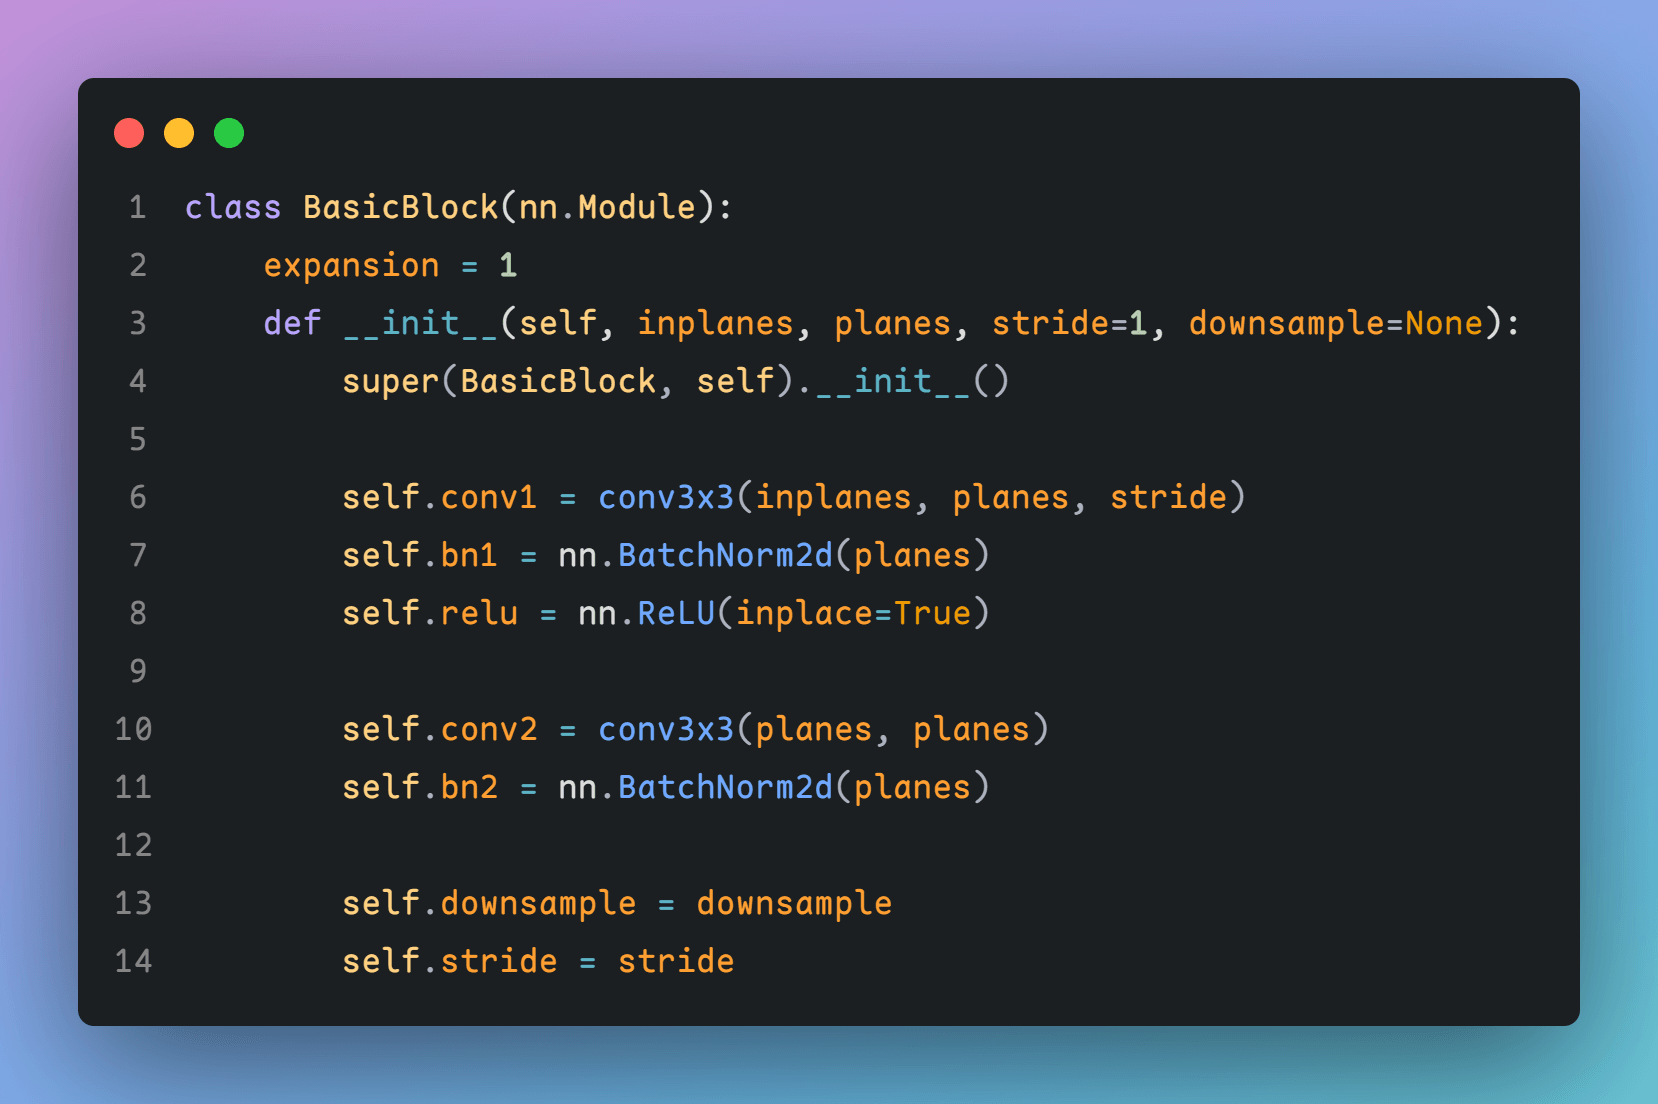 1 class BasicBlock(nn.Module):
2     expansion = 1
3     def __init__(self, inplanes, planes, stride=1, downsample=None):
4         super(BasicBlock, self).__init__()
5
6         self.conv1 = conv3x3(inplanes, planes, stride)
7         self.bn1 = nn.BatchNorm2d(planes)
8         self.relu = nn.ReLU(inplace=True)
9
10         self.conv2 = conv3x3(planes, planes)
11         self.bn2 = nn.BatchNorm2d(planes)
12
13         self.downsample = downsample
14         self.stride = stride